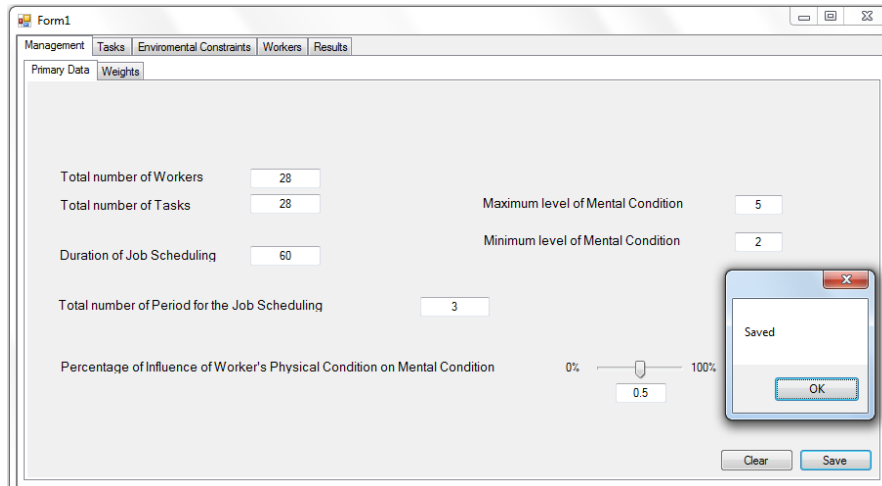 Form1
Management Tasks Enviromental Constraints Workers Results
Primary Data Weights
Total number of Workers 28
Total number of Tasks 28
Maximum level of Mental Condition 5
Minimum level of Mental Condition 2
Duration of Job Scheduling 60
Total number of Period for the Job Scheduling 3
Saved
Percentage of Influence of Worker's Physical Condition on Mental Condition 0% 100%
0.5
OK
Clear Save